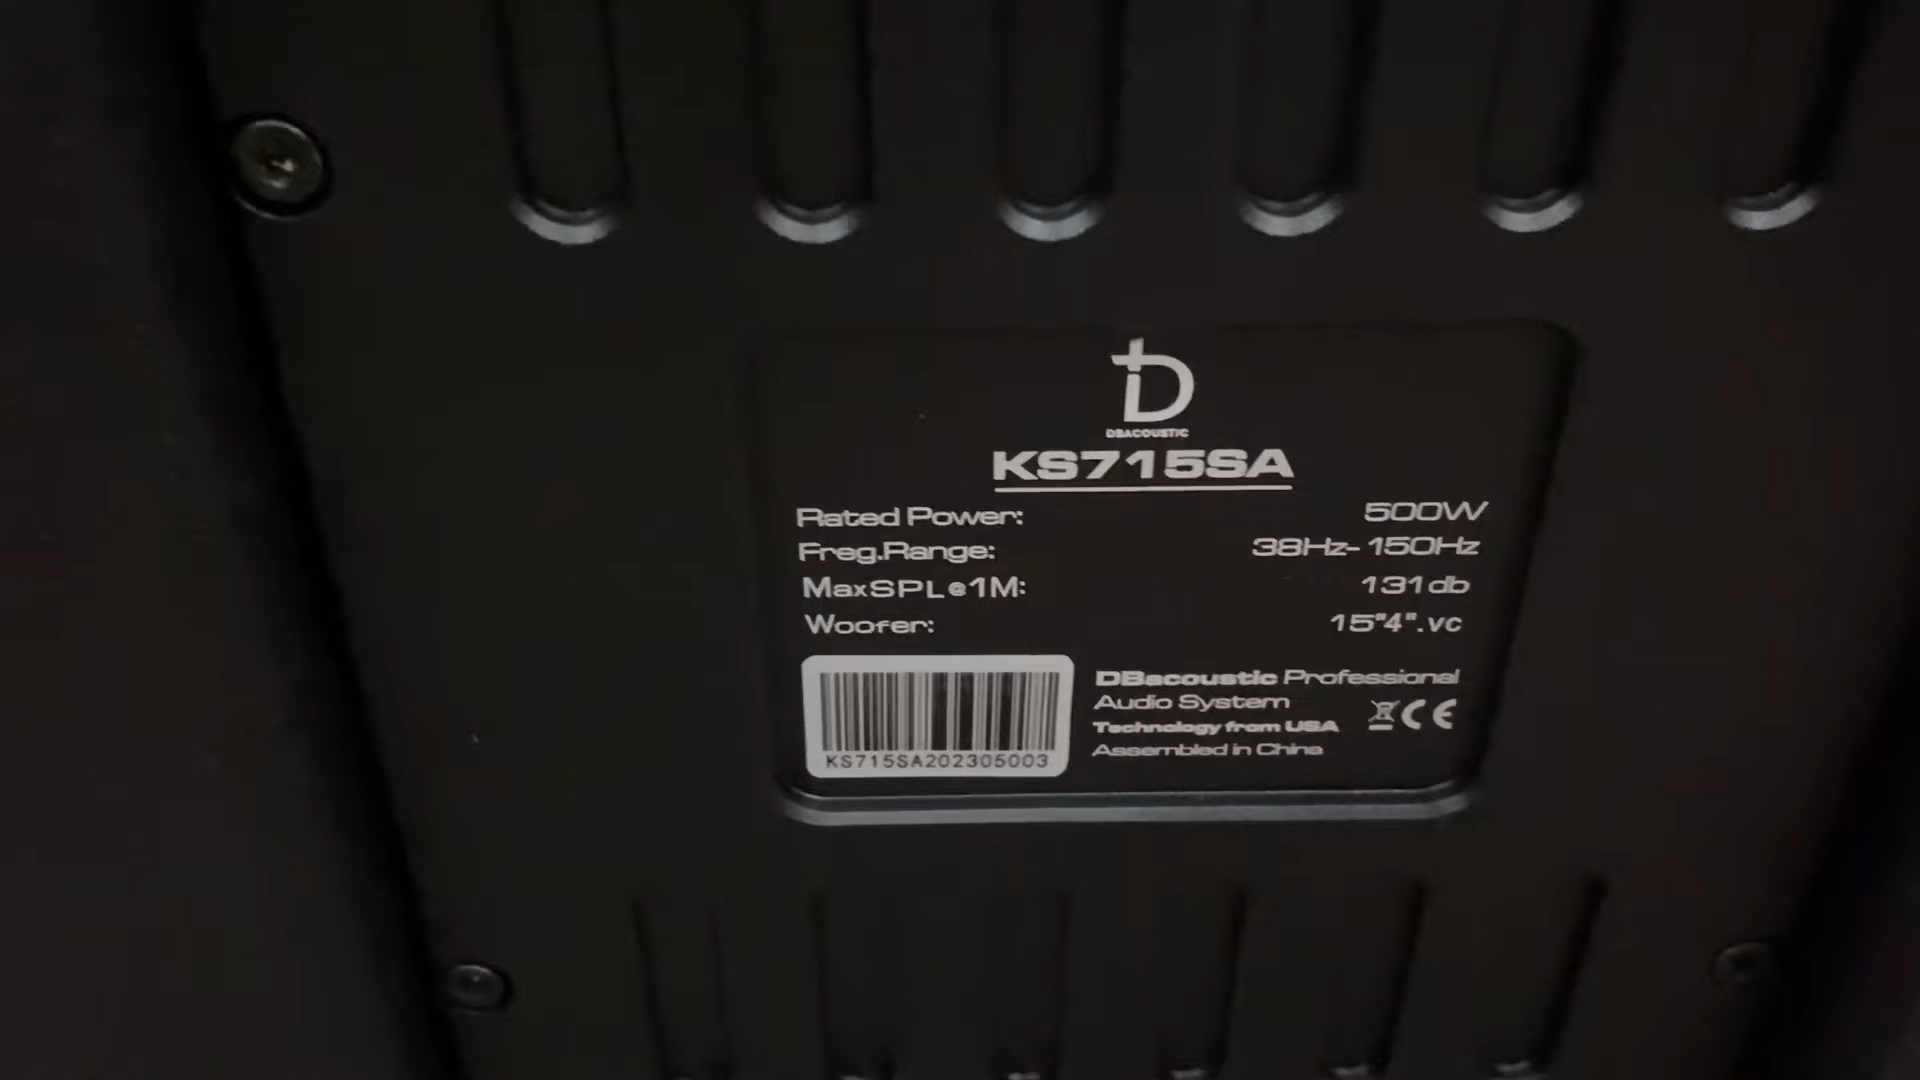 DBACOUSTIC
KS715SA
Rated Power: 500W
Freg.Range: 38Hz-150Hz
MaxSPL@1M: 131db
Woofer: 15"4".vc
DBacoustic Professional
Audio System
Technology from USA
Assembled in China
CE
KS715SA202305003